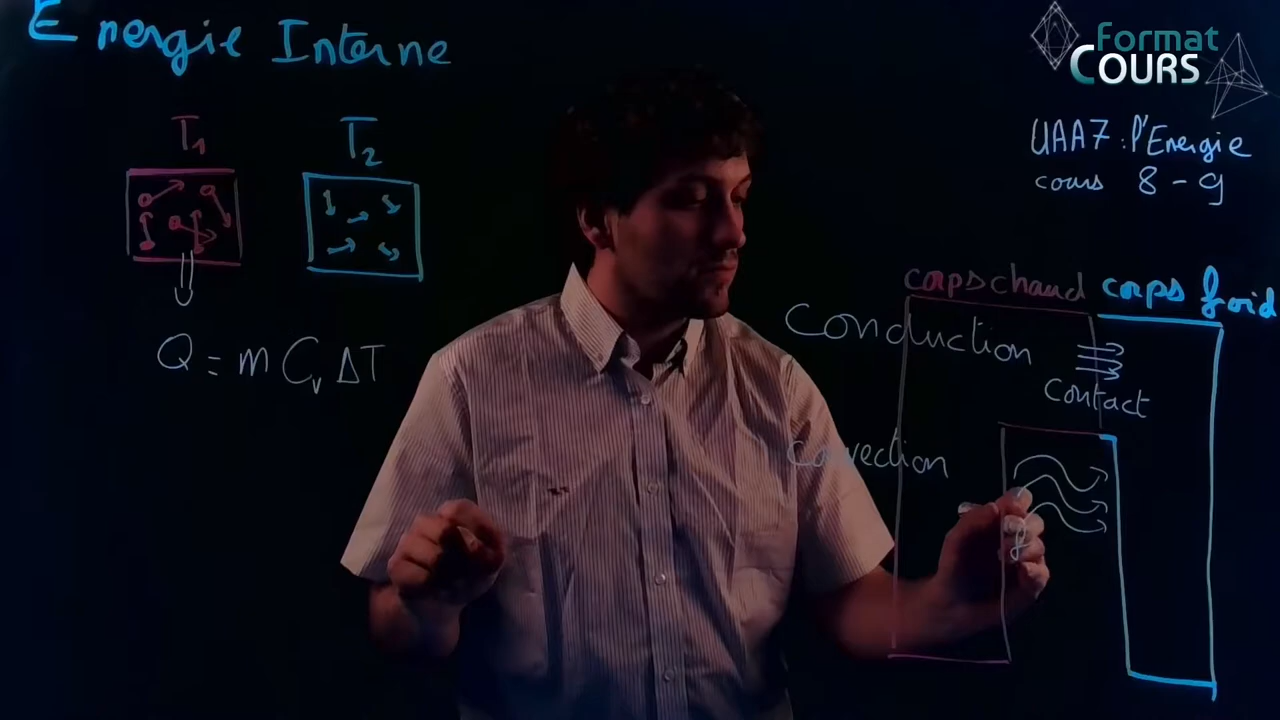 Energie Interne
Format
COURS
UAA7 : l'Energie
cours 8 - 9
T₁
T₂
Q = m Cᵥ ΔT
corps chaud
corps froid
Conduction
contact
Convection